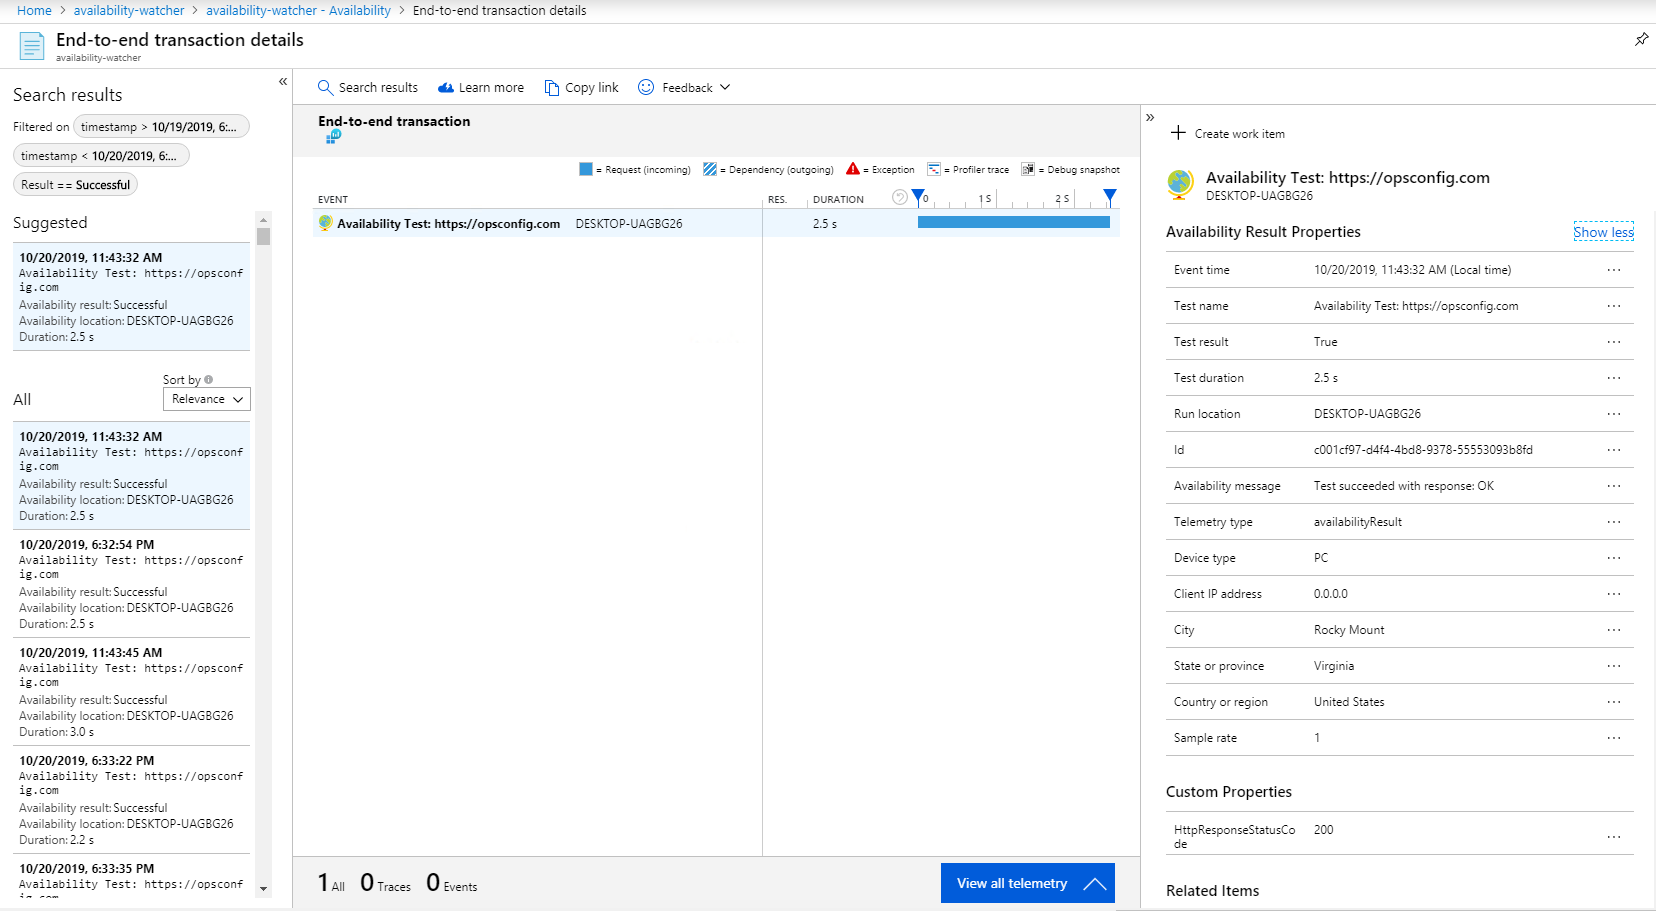 Home > availability-watcher > availability-watcher - Availability > End-to-end transaction details
End-to-end transaction details
availability-watcher
«
Search results
Filtered on timestamp > 10/19/2019, 6:...
timestamp < 10/20/2019, 6:...
Result == Successful
Suggested
10/20/2019, 11:43:32 AM
Availability Test: https://opsconf
ig.com
Availability result: Successful
Availability location: DESKTOP-UAGBG26
Duration: 2.5 s
Sort by
All
Relevance
10/20/2019, 11:43:32 AM
Availability Test: https://opsconf
ig.com
Availability result: Successful
Availability location: DESKTOP-UAGBG26
Duration: 2.5 s
10/20/2019, 6:32:54 PM
Availability Test: https://opsconf
ig.com
Availability result: Successful
Availability location: DESKTOP-UAGBG26
Duration: 2.5 s
10/20/2019, 11:43:45 AM
Availability Test: https://opsconf
ig.com
Availability result: Successful
Availability location: DESKTOP-UAGBG26
Duration: 3.0 s
10/20/2019, 6:33:22 PM
Availability Test: https://opsconf
ig.com
Availability result: Successful
Availability location: DESKTOP-UAGBG26
Duration: 2.2 s
10/20/2019, 6:33:35 PM
Availability Test: https://opsconf
Search results Learn more Copy link Feedback
End-to-end transaction
= Request (incoming) = Dependency (outgoing) = Exception = Profiler trace = Debug snapshot
EVENT RES. DURATION 0 1 S 2 S
Availability Test: https://opsconfig.com DESKTOP-UAGBG26 2.5 s
1 All 0 Traces 0 Events
View all telemetry
»
+ Create work item
Availability Test: https://opsconfig.com
DESKTOP-UAGBG26
Availability Result Properties Show less
Event time 10/20/2019, 11:43:32 AM (Local time) ...
Test name Availability Test: https://opsconfig.com ...
Test result True ...
Test duration 2.5 s ...
Run location DESKTOP-UAGBG26 ...
Id c001cf97-d4f4-4bd8-9378-55553093b8fd ...
Availability message Test succeeded with response: OK ...
Telemetry type availabilityResult ...
Device type PC ...
Client IP address 0.0.0.0 ...
City Rocky Mount ...
State or province Virginia ...
Country or region United States ...
Sample rate 1 ...
Custom Properties
HttpResponseStatusCo 200 ...
de
Related Items